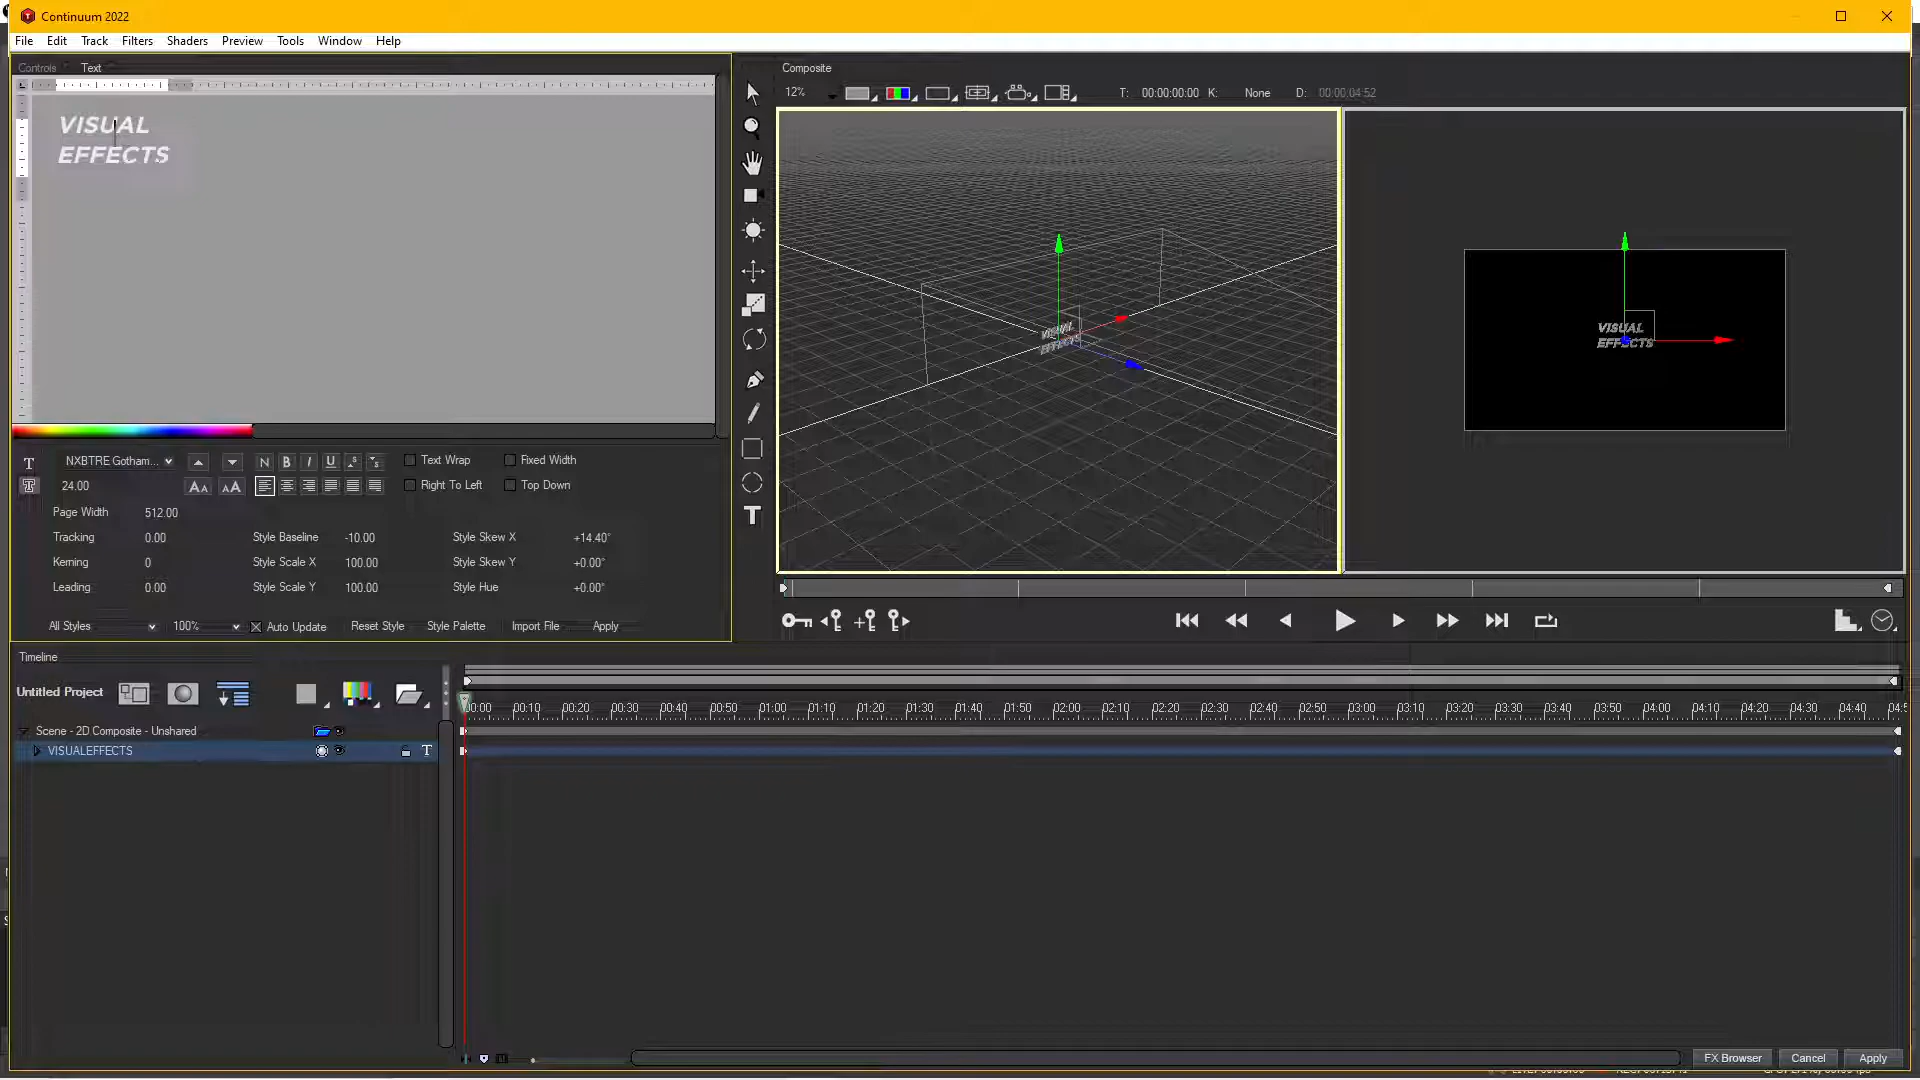 Continuum 2022
File Edit Track Filters Shaders Preview Tools Window Help
Controls Text
VISUAL
EFFECTS
NXBTRE Gotham...
N B I U
Text Wrap Fixed Width
24.00
Right To Left Top Down
Page Width 512.00
Tracking 0.00 Style Baseline -10.00 Style Skew X +14.40°
Kerning 0 Style Scale X 100.00 Style Skew Y +0.00°
Leading 0.00 Style Scale Y 100.00 Style Hue +0.00°
All Styles 100% Auto Update Reset Style Style Palette Import File Apply
Composite
12% T: 00:00:00:00 K: None D: 00:00:04:52
VISUAL
EFFECTS
VISUAL
EFFECTS
Timeline
Untitled Project
00:00 00:10 00:20 00:30 00:40 00:50 01:00 01:10 01:20 01:30 01:40 01:50 02:00 02:10 02:20 02:30 02:40 02:50 03:00 03:10 03:20 03:30 03:40 03:50 04:00 04:10 04:20 04:30 04:40
Scene - 2D Composite - Unshared
VISUALEFFECTS
FX Browser Cancel Apply